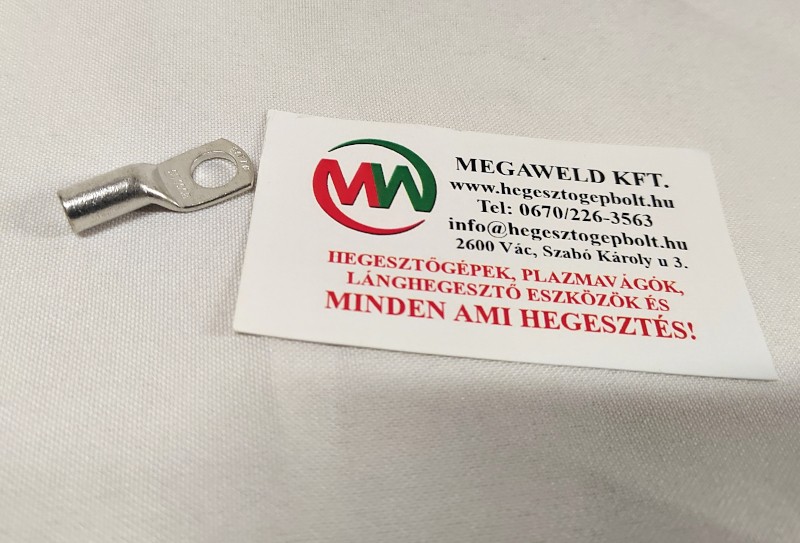 MW
MEGAWELD KFT.
www.hegesztogepbolt.hu
Tel: 0670/226-3563
info@hegesztogepbolt.hu
2600 Vác, Szabó Károly u 3.
HEGESZTŐGÉPEK, PLAZMAVÁGÓK,
LÁNGHEGESZTŐ ESZKÖZÖK ÉS
MINDEN AMI HEGESZTÉS!